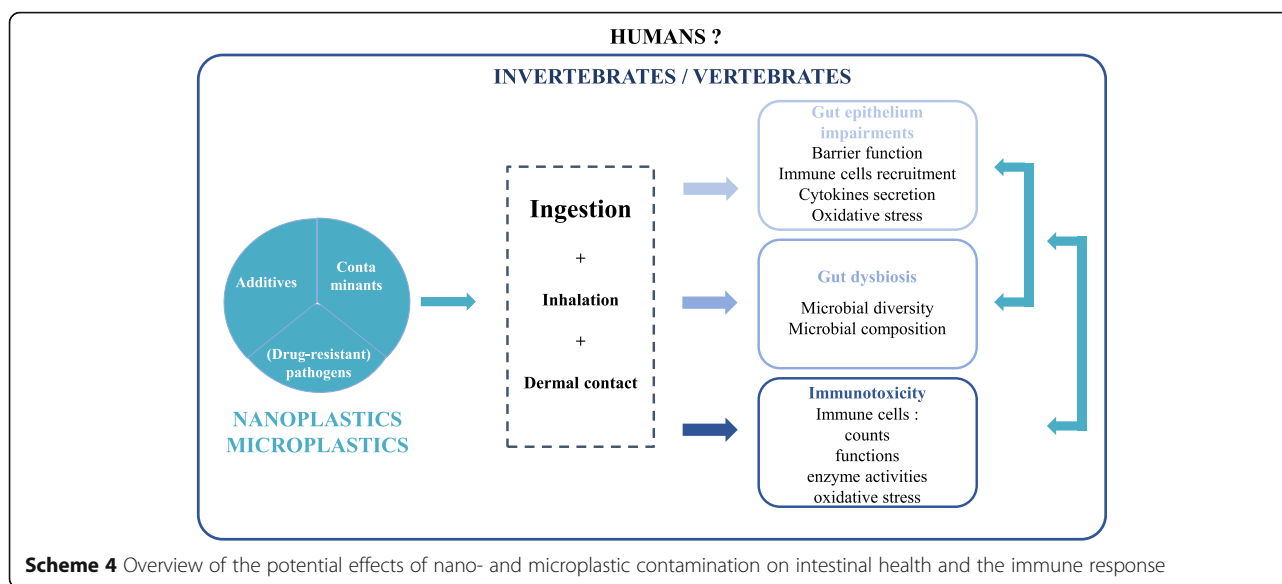 HUMANS ?
INVERTEBRATES / VERTEBRATES
Additives
Conta
minants
(Drug-resistant)
pathogens
NANOPLASTICS
MICROPLASTICS
Ingestion
+
Inhalation
+
Dermal contact
Gut epithelium
impairments
Barrier function
Immune cells recruitment
Cytokines secretion
Oxidative stress
Gut dysbiosis
Microbial diversity
Microbial composition
Immunotoxicity
Immune cells :
counts
functions
enzyme activities
oxidative stress
Scheme 4 Overview of the potential effects of nano- and microplastic contamination on intestinal health and the immune response